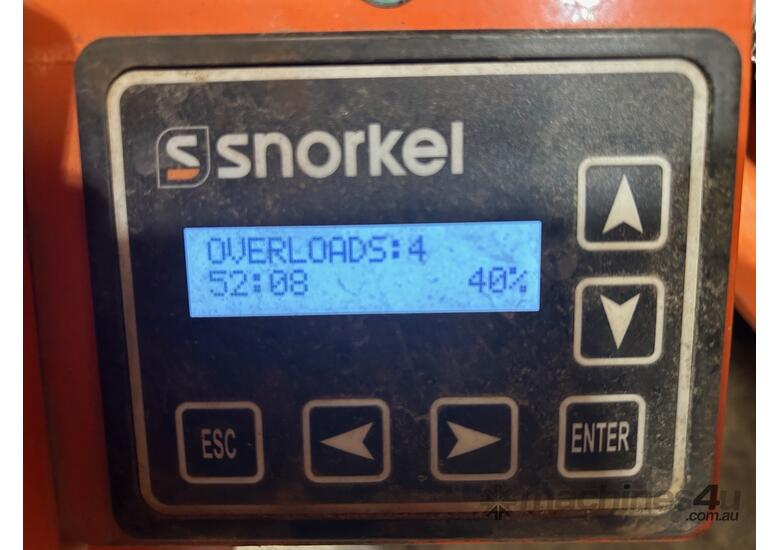 snorkel
OVERLOADS:4
52:08 40%
ESC
ENTER
machines4u
.com.au